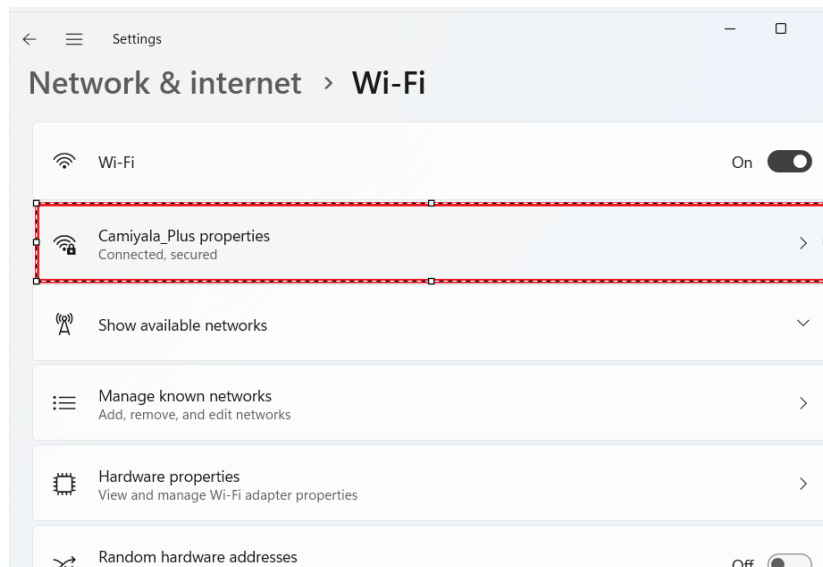 Settings
Network & internet > Wi-Fi
Wi-Fi
On
Camiyala_Plus properties
Connected, secured
Show available networks
Manage known networks
Add, remove, and edit networks
Hardware properties
View and manage Wi-Fi adapter properties
Random hardware addresses
Off